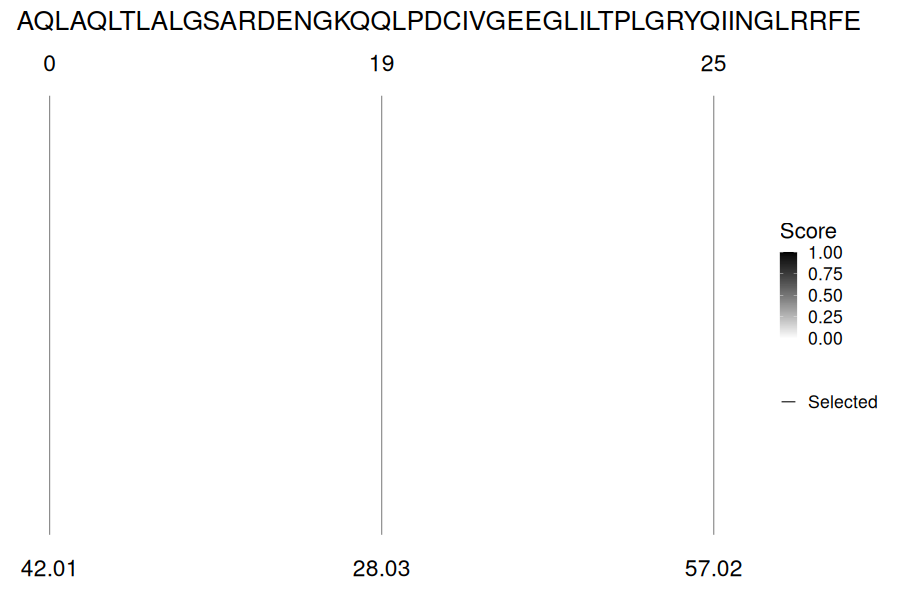 AQLAQLTLALGSARDENGKQQLPDCIVGEEGLILTPLGRYQIINGLRRFE
0 19 25
Score
1.00
0.75
0.50
0.25
0.00
Selected
42.01 28.03 57.02